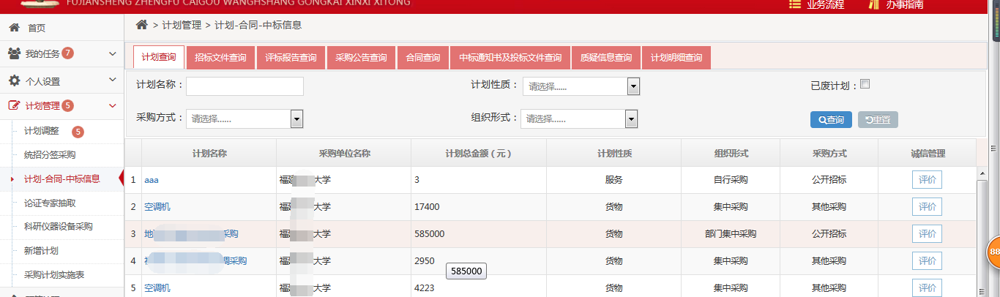 FUJIANSHENG ZHENGFU CAIGOU WANGHSHANG GONGKAI XINXI XITONG
业务流程 办事指南
首页
> 计划管理 > 计划-合同-中标信息
我的任务 7
个人设置
计划管理 5
计划调整 5
统招分签采购
计划-合同-中标信息
论证专家抽取
科研仪器设备采购
新增计划
采购计划实施表
计划查询 招标文件查询 评标报告查询 采购公告查询 合同查询 中标通知书及投标文件查询 质疑信息查询 计划明细查询
计划名称： 计划性质： 请选择...... 已废计划：
采购方式： 请选择...... 组织形式： 请选择...... 查询 重置
计划名称 采购单位名称 计划总金额（元） 计划性质 组织形式 采购方式 诚信管理
1 aaa 福建 大学 3 服务 自行采购 公开招标 评价
2 空调机 福 大学 17400 货物 集中采购 其他采购 评价
3 地 采购 福 大学 585000 货物 部门集中采购 公开招标 评价
4 调采购 福 大学 2950 货物 集中采购 其他采购 评价
585000
5 空调机 福 大学 4223 货物 集中采购 其他采购 评价
88